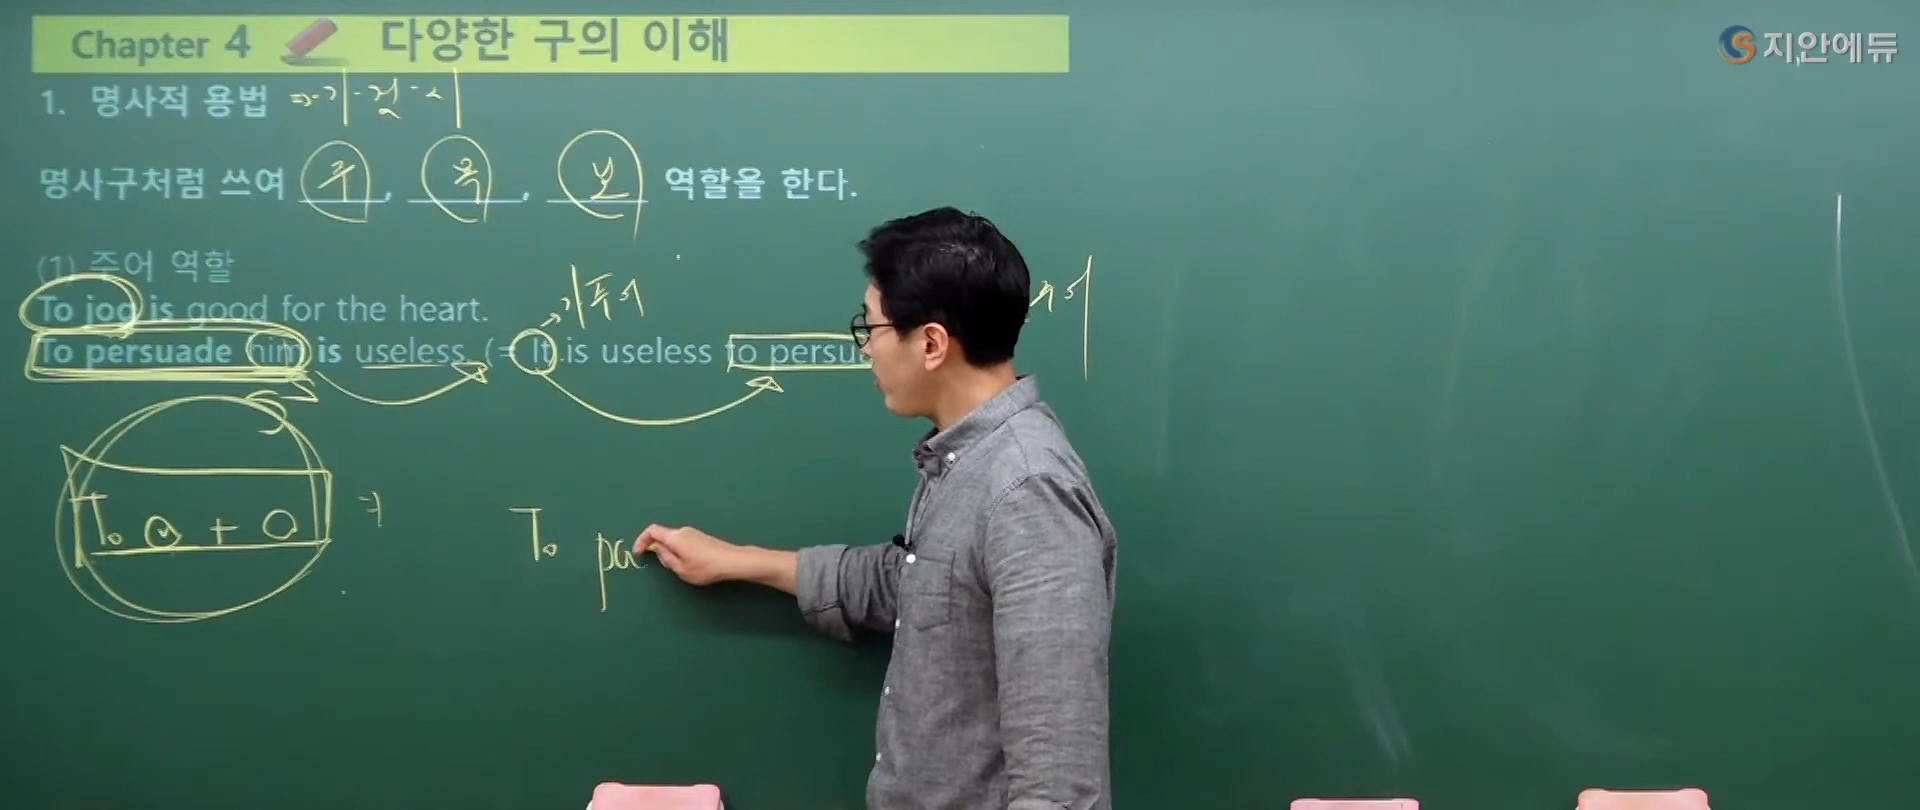 Chapter 4 다양한 구의 이해
지안에듀
1. 명사적 용법 ⇒ 기·것·시
명사구처럼 쓰여 주, 목, 보 역할을 한다.
(1) 주어 역할
To jog is good for the heart.
가주어
주어
To persuade him is useless. (= It is useless to persua
To ⓥ + O
To pa